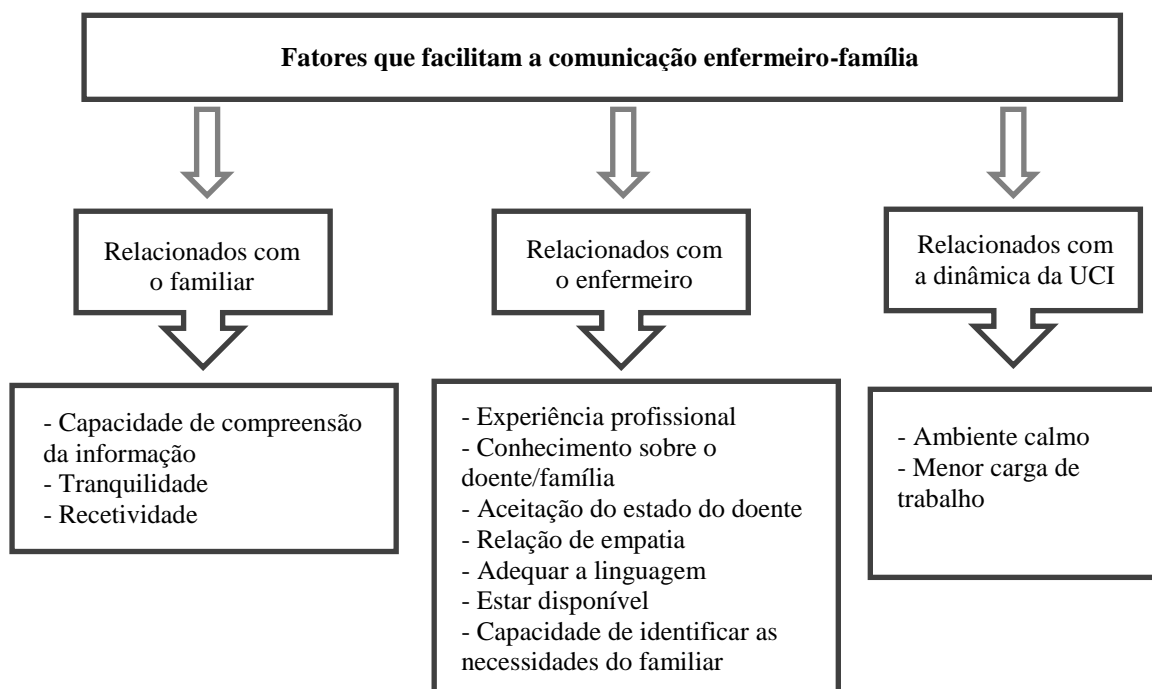 Fatores que facilitam a comunicação enfermeiro-família
Relacionados com
o familiar
Relacionados com
o enfermeiro
Relacionados com
a dinâmica da UCI
- Capacidade de compreensão
da informação
- Tranquilidade
- Recetividade
- Experiência profissional
- Conhecimento sobre o
doente/família
- Aceitação do estado do doente
- Relação de empatia
- Adequar a linguagem
- Estar disponível
- Capacidade de identificar as
necessidades do familiar
- Ambiente calmo
- Menor carga de
trabalho